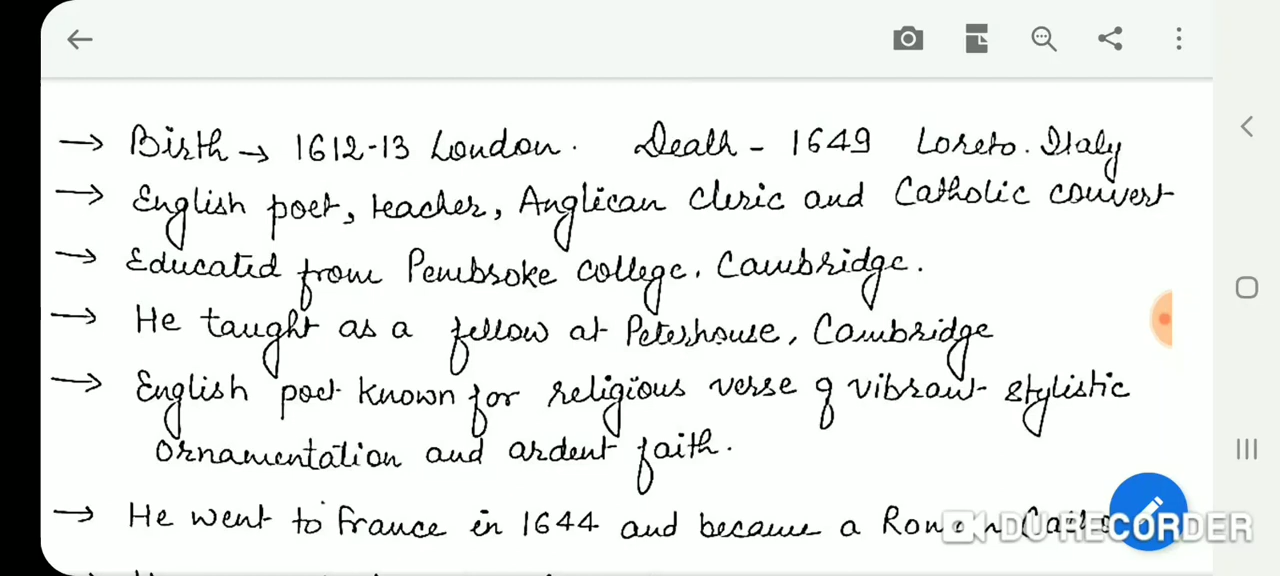 → Birth → 1612-13 London. Death - 1649 Loreto. Italy
→ English poet, teacher, Anglican cleric and Catholic convert
→ Educated from Pembroke college. Cambridge.
→ He taught as a fellow at Peterhouse, Cambridge
→ English poet known for religious verse of vibrant stylistic
ornamentation and ardent faith.
→ He went to France in 1644 and became a Roman
DU RECORDER